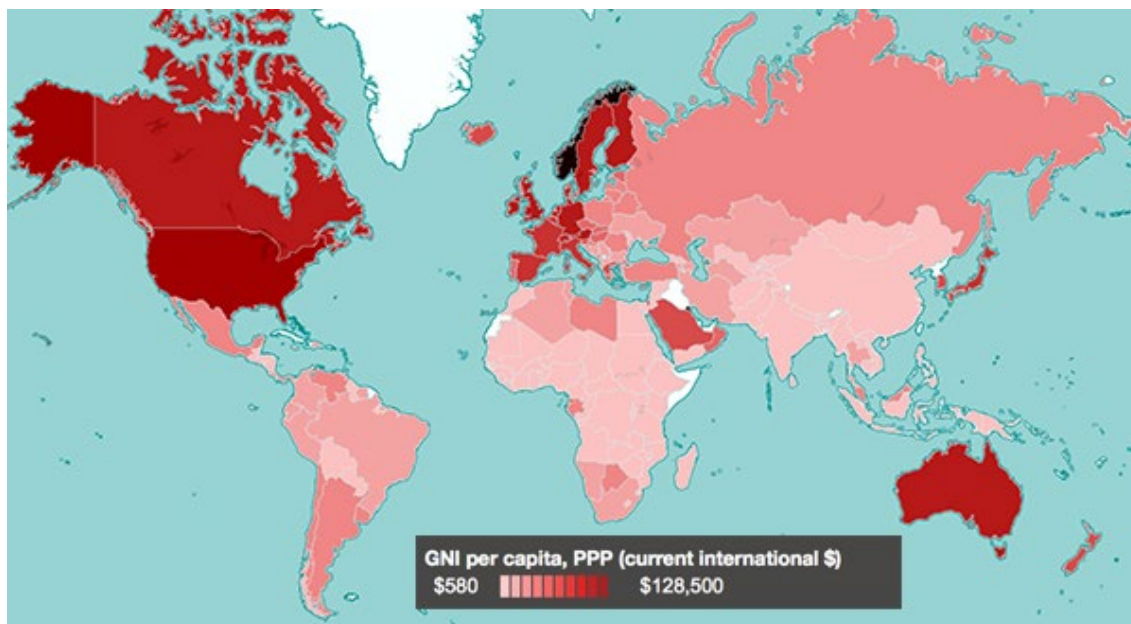 GNI per capita, PPP (current international $)
$580 $128,500